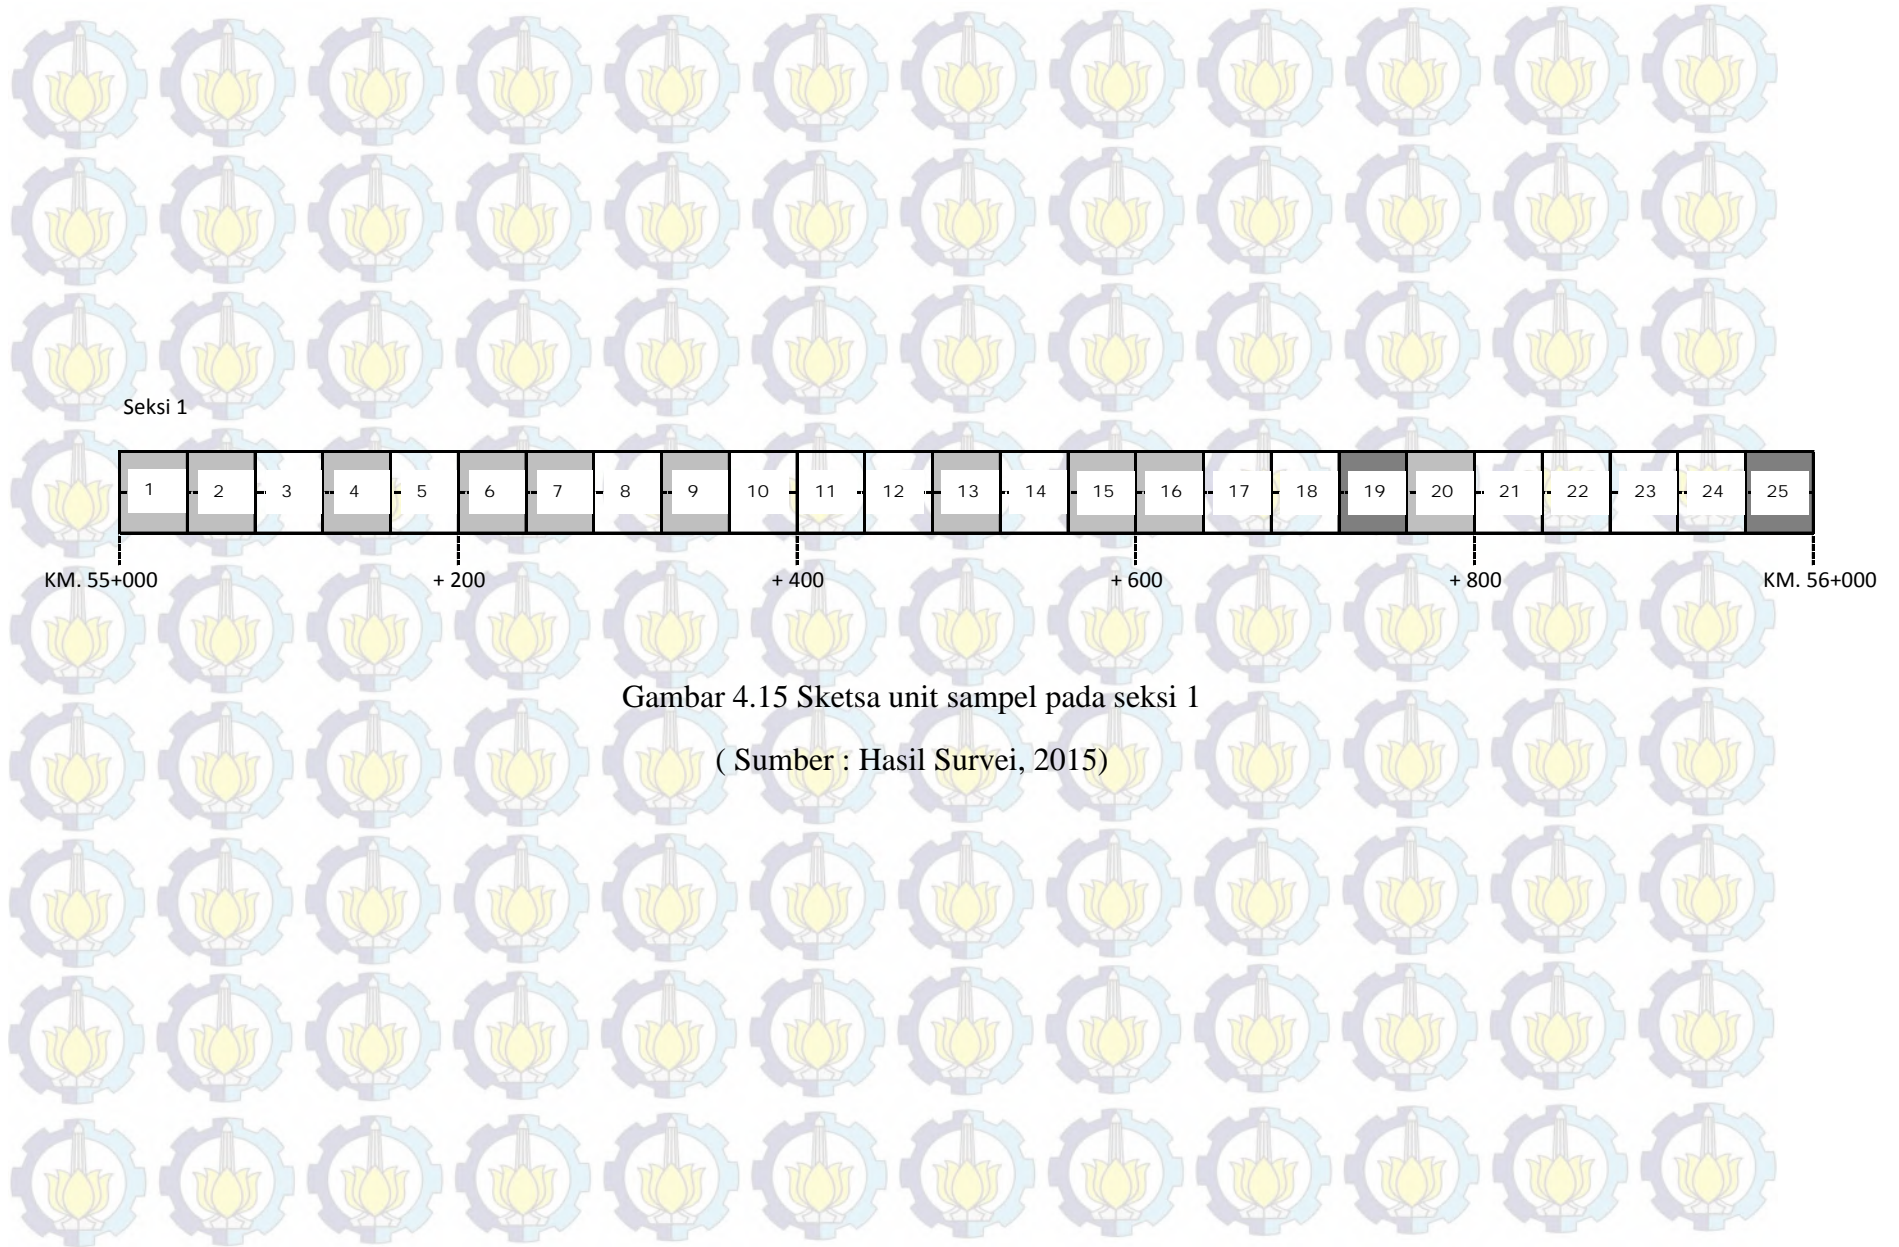 Seksi 1
1 2 3 4 5 6 7 8 9 10 11 12 13 14 15 16 17 18 19 20 21 22 23 24 25
KM. 55+000 + 200 + 400 + 600 + 800 KM. 56+000
Gambar 4.15 Sketsa unit sampel pada seksi 1
( Sumber : Hasil Survei, 2015)